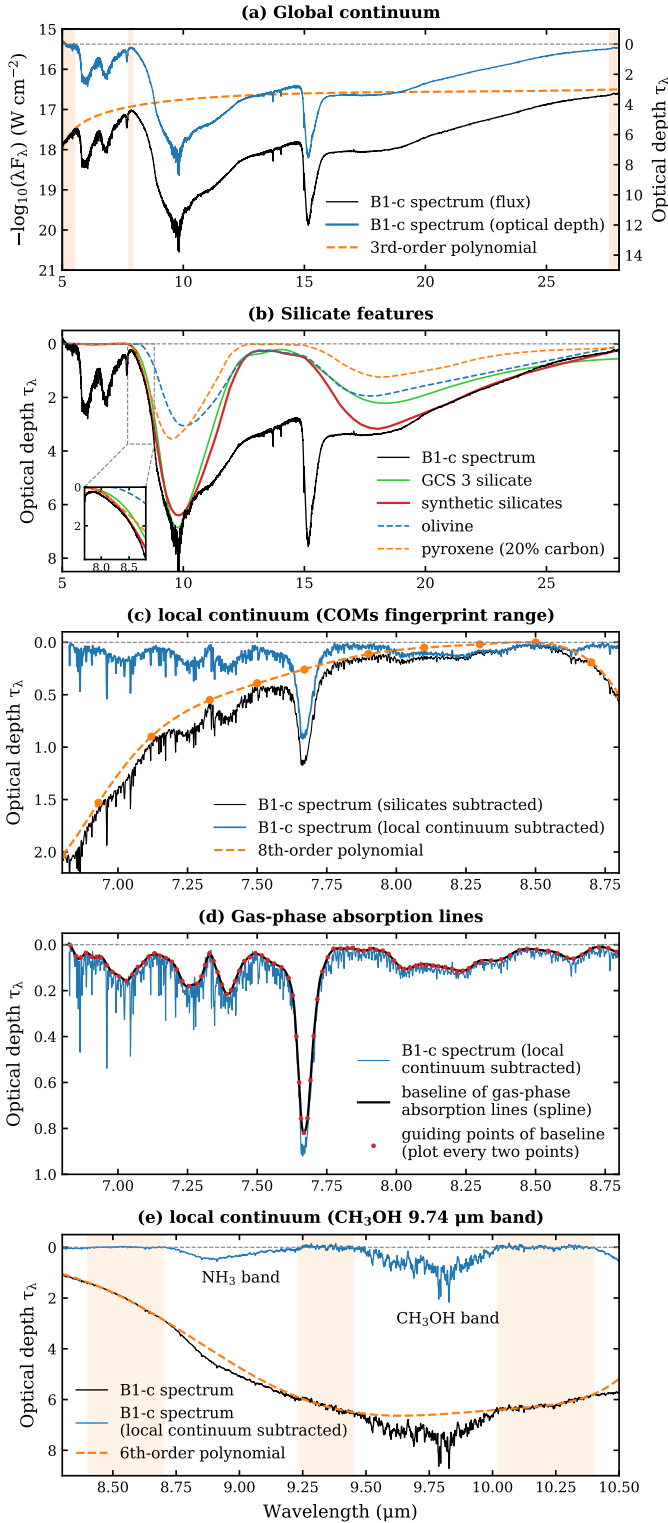 (a) Global continuum
15
16
17
18
19
20
21
−log₁₀(λFλ) (W cm⁻²)
0
2
4
6
8
10
12
14
Optical depth τλ
B1-c spectrum (flux)
B1-c spectrum (optical depth)
3rd-order polynomial
5 10 15 20 25
(b) Silicate features
0
2
4
6
8
Optical depth τλ
B1-c spectrum
GCS 3 silicate
synthetic silicates
olivine
pyroxene (20% carbon)
0
2
8.0 8.5
5 10 15 20 25
(c) local continuum (COMs fingerprint range)
0.0
0.5
1.0
1.5
2.0
Optical depth τλ
B1-c spectrum (silicates subtracted)
B1-c spectrum (local continuum subtracted)
8th-order polynomial
7.00 7.25 7.50 7.75 8.00 8.25 8.50 8.75
(d) Gas-phase absorption lines
0.0
0.2
0.4
0.6
0.8
1.0
Optical depth τλ
B1-c spectrum (local
continuum subtracted)
baseline of gas-phase
absorption lines (spline)
guiding points of baseline
(plot every two points)
7.00 7.25 7.50 7.75 8.00 8.25 8.50 8.75
(e) local continuum (CH₃OH 9.74 μm band)
0
2
4
6
8
Optical depth τλ
NH₃ band
CH₃OH band
B1-c spectrum
B1-c spectrum
(local continuum subtracted)
6th-order polynomial
8.50 8.75 9.00 9.25 9.50 9.75 10.00 10.25 10.50
Wavelength (μm)